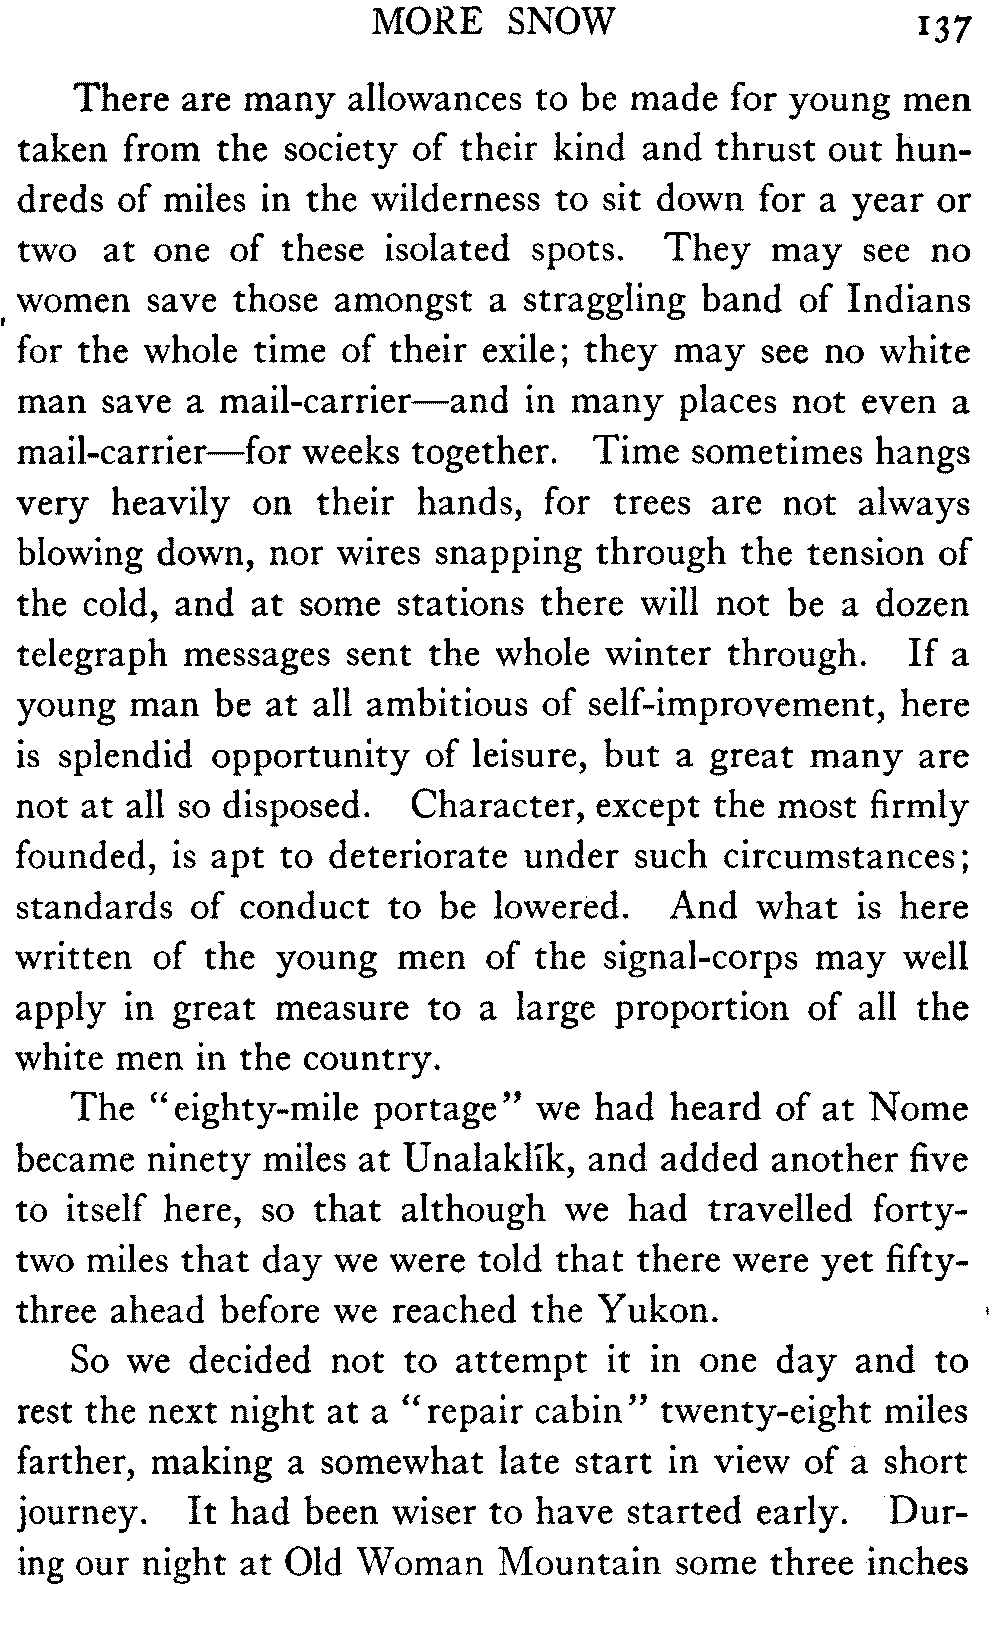 MORE SNOW 137
There are many allowances to be made for young men
taken from the society of their kind and thrust out hun-
dreds of miles in the wilderness to sit down for a year or
two at one of these isolated spots. They may see no
women save those amongst a straggling band of Indians
for the whole time of their exile; they may see no white
man save a mail-carrier—and in many places not even a
mail-carrier—for weeks together. Time sometimes hangs
very heavily on their hands, for trees are not always
blowing down, nor wires snapping through the tension of
the cold, and at some stations there will not be a dozen
telegraph messages sent the whole winter through. If a
young man be at all ambitious of self-improvement, here
is splendid opportunity of leisure, but a great many are
not at all so disposed. Character, except the most firmly
founded, is apt to deteriorate under such circumstances;
standards of conduct to be lowered. And what is here
written of the young men of the signal-corps may well
apply in great measure to a large proportion of all the
white men in the country.
The “eighty-mile portage” we had heard of at Nome
became ninety miles at Unalaklík, and added another five
to itself here, so that although we had travelled forty-
two miles that day we were told that there were yet fifty-
three ahead before we reached the Yukon.
So we decided not to attempt it in one day and to
rest the next night at a “repair cabin” twenty-eight miles
farther, making a somewhat late start in view of a short
journey. It had been wiser to have started early. Dur-
ing our night at Old Woman Mountain some three inches